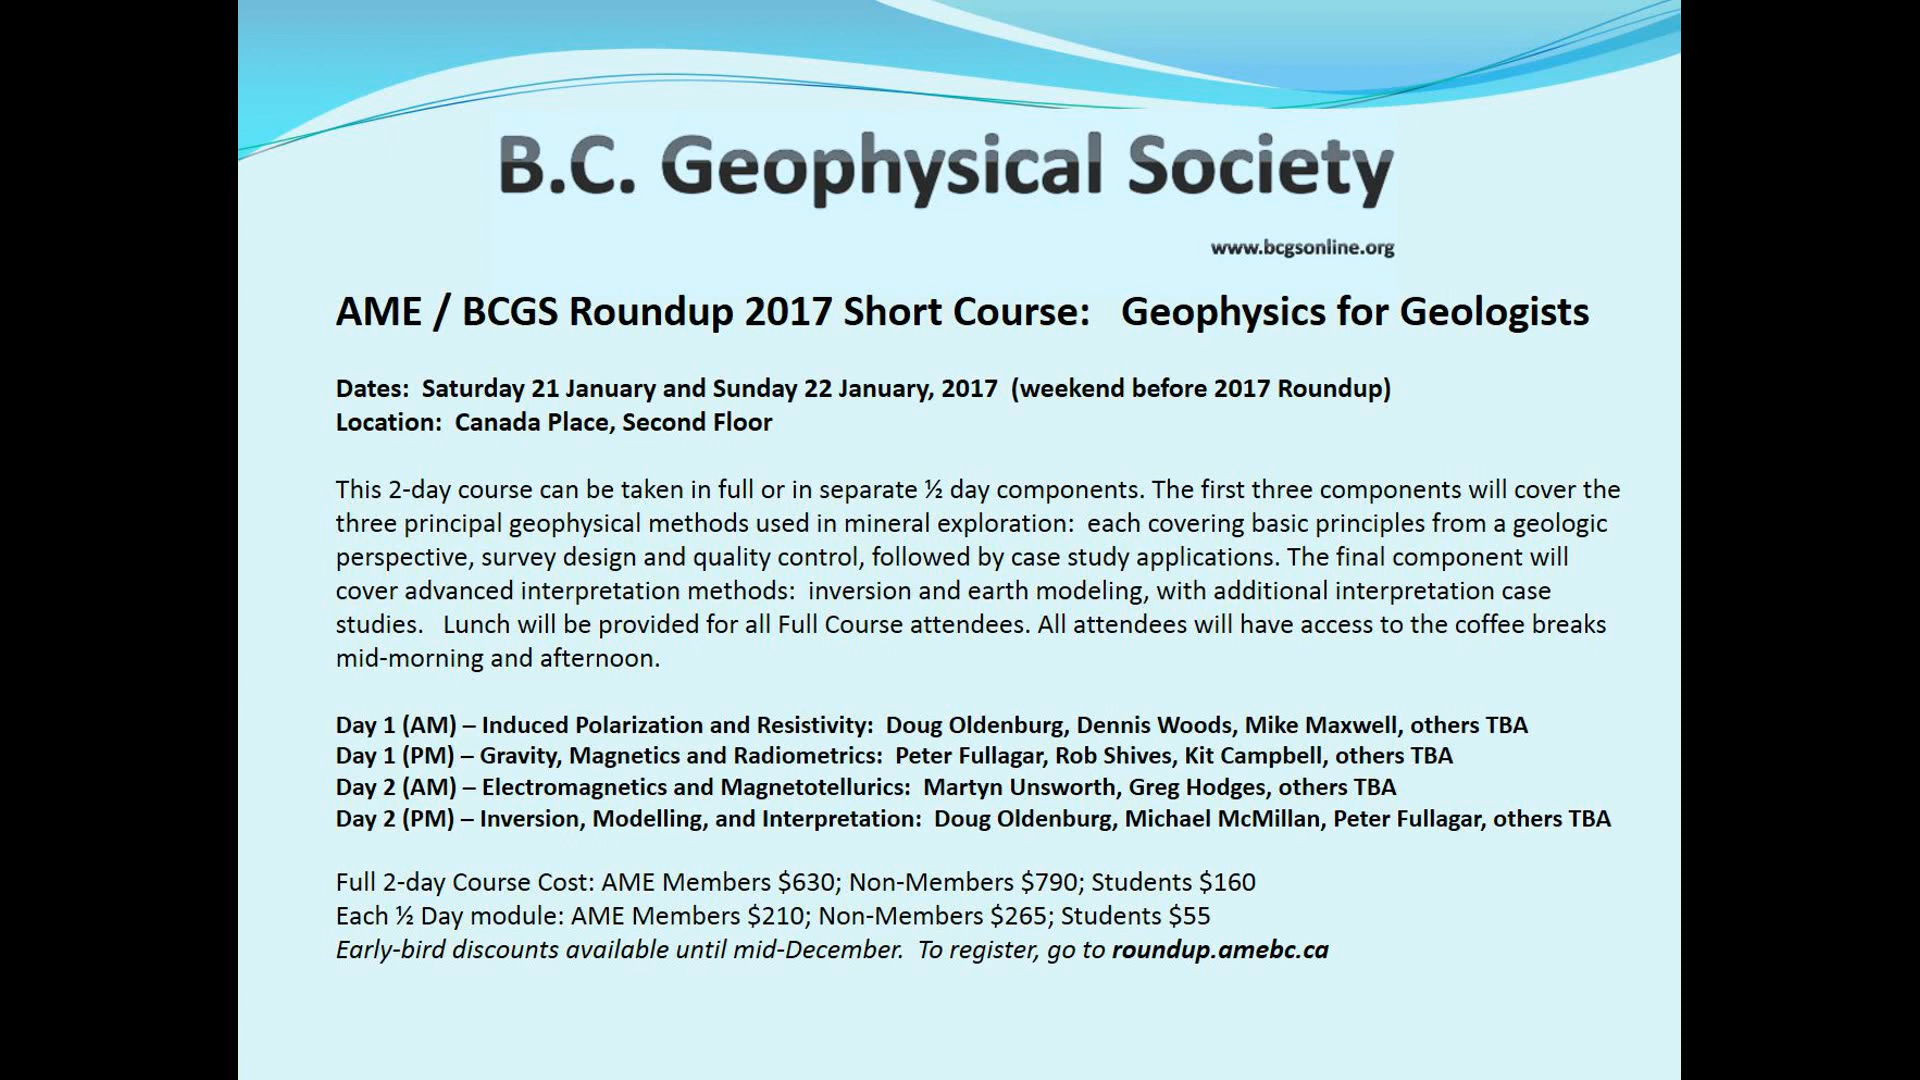 B.C. Geophysical Society
www.bcgsonline.org
AME / BCGS Roundup 2017 Short Course:   Geophysics for Geologists
Dates:  Saturday 21 January and Sunday 22 January, 2017  (weekend before 2017 Roundup)
Location:  Canada Place, Second Floor
This 2-day course can be taken in full or in separate ½ day components. The first three components will cover the
three principal geophysical methods used in mineral exploration:  each covering basic principles from a geologic
perspective, survey design and quality control, followed by case study applications. The final component will
cover advanced interpretation methods:  inversion and earth modeling, with additional interpretation case
studies.   Lunch will be provided for all Full Course attendees. All attendees will have access to the coffee breaks
mid-morning and afternoon.
Day 1 (AM) – Induced Polarization and Resistivity:  Doug Oldenburg, Dennis Woods, Mike Maxwell, others TBA
Day 1 (PM) – Gravity, Magnetics and Radiometrics:  Peter Fullagar, Rob Shives, Kit Campbell, others TBA
Day 2 (AM) – Electromagnetics and Magnetotellurics:  Martyn Unsworth, Greg Hodges, others TBA
Day 2 (PM) – Inversion, Modelling, and Interpretation:  Doug Oldenburg, Michael McMillan, Peter Fullagar, others TBA
Full 2-day Course Cost: AME Members $630; Non-Members $790; Students $160
Each ½ Day module: AME Members $210; Non-Members $265; Students $55
Early-bird discounts available until mid-December.  To register, go to roundup.amebc.ca